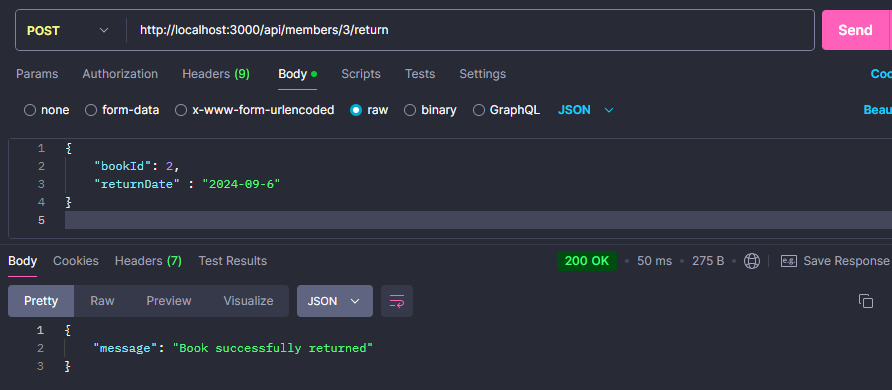 POST http://localhost:3000/api/members/3/return Send
Params Authorization Headers (9) Body Scripts Tests Settings Coo
none form-data x-www-form-urlencoded raw binary GraphQL JSON Beau
1 {
2 "bookId": 2,
3 "returnDate" : "2024-09-6"
4 }
5
Body Cookies Headers (7) Test Results 200 OK 50 ms 275 B e.g. Save Response
Pretty Raw Preview Visualize JSON
1 {
2 "message": "Book successfully returned"
3 }